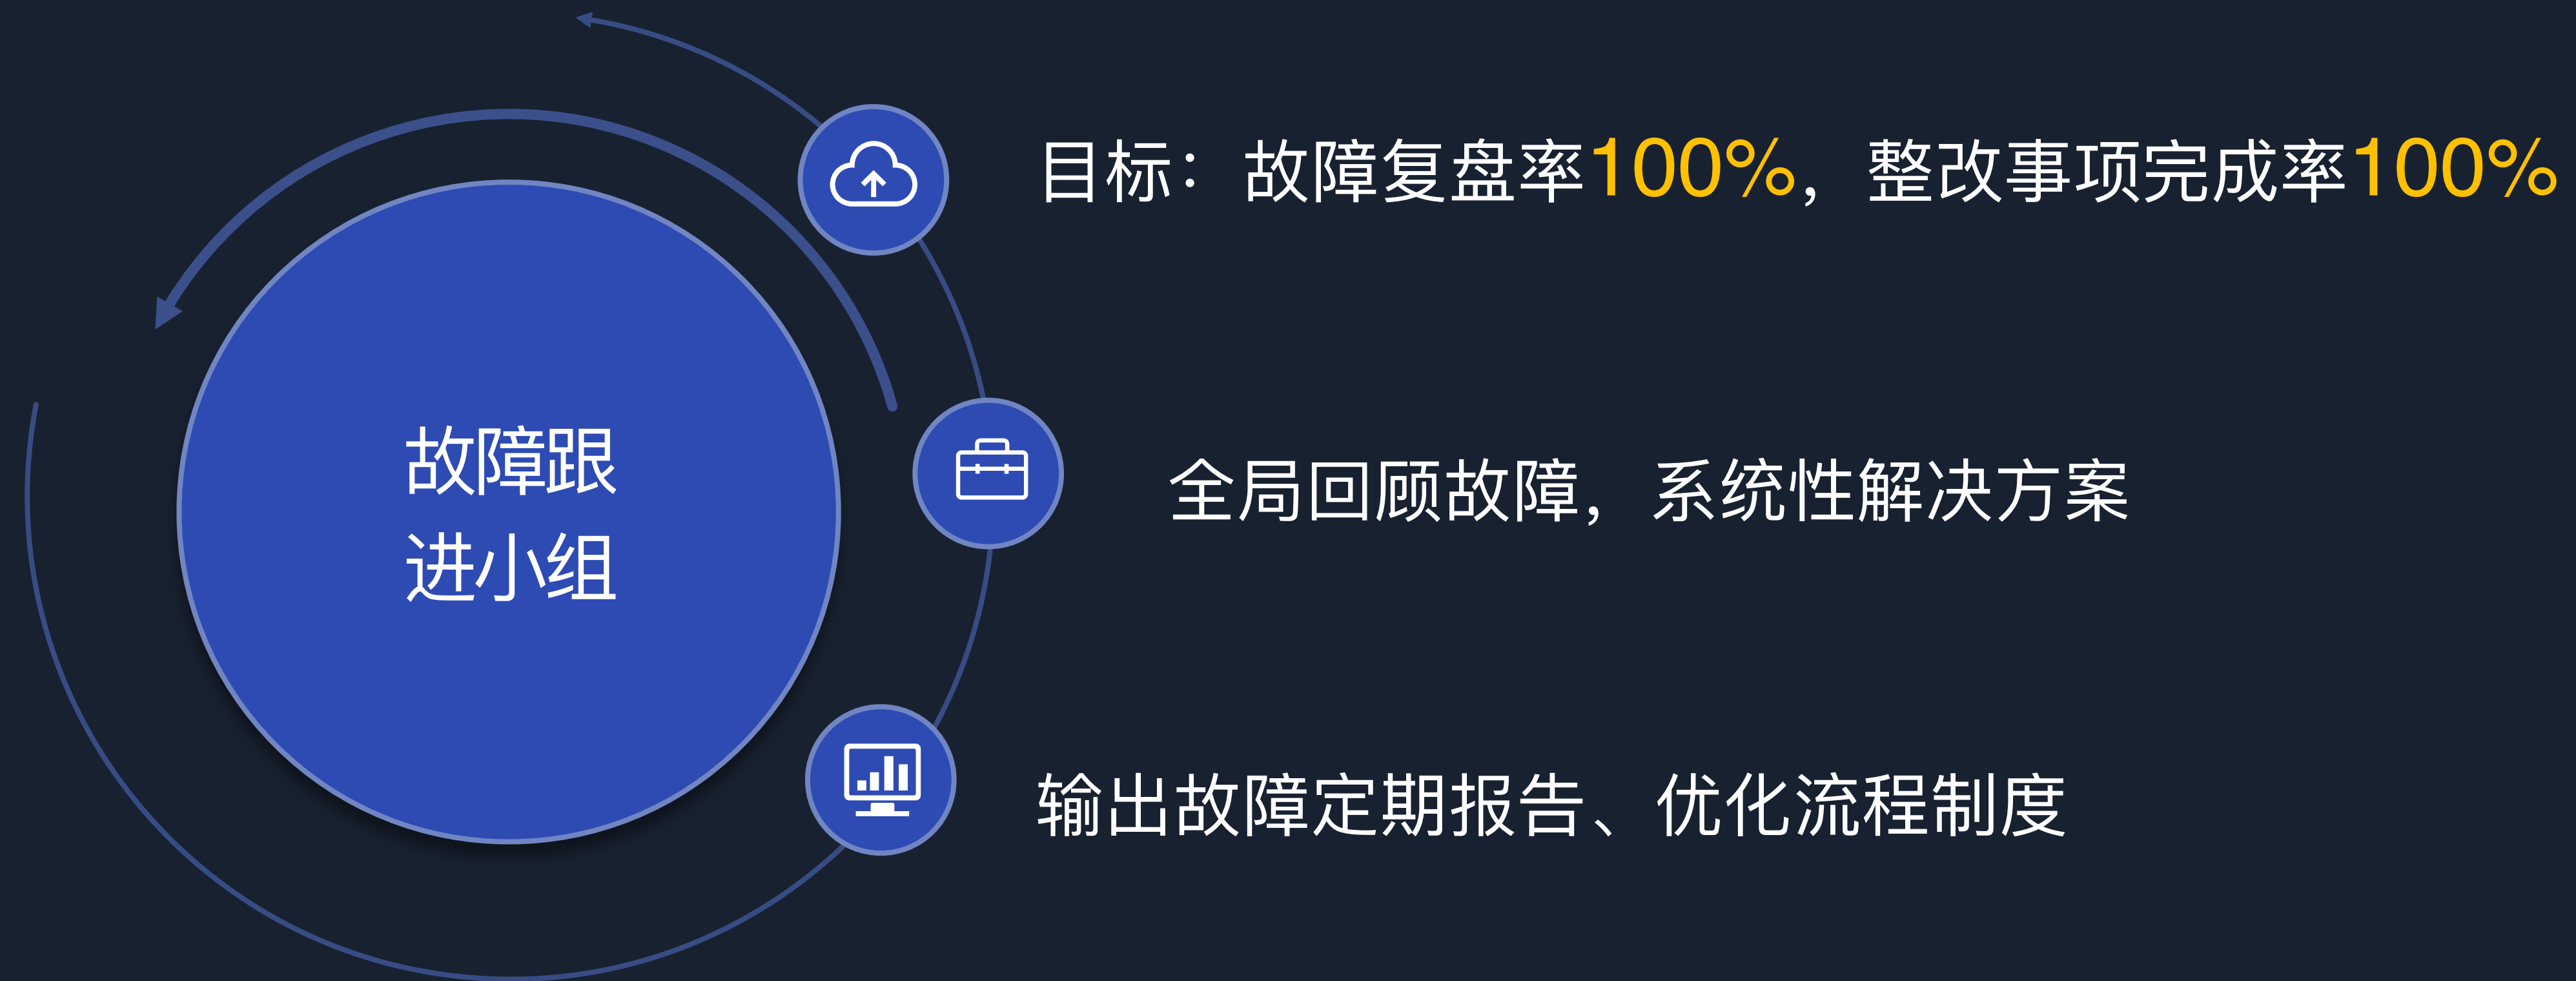 故障跟
进小组
目标：故障复盘率100%，整改事项完成率100%
全局回顾故障，系统性解决方案
输出故障定期报告、优化流程制度